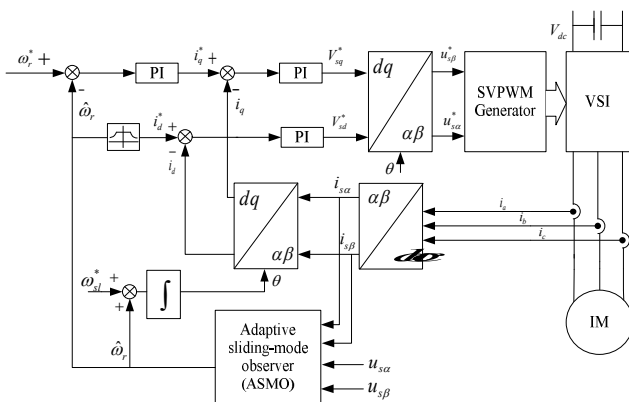 V_dc
ω_r^* +
PI
i_q^* +
PI
V_sq^*
dq
αβ
u_sβ^*
u_sα^*
SVPWM
Generator
VSI
-
ω̂_r
-
i_q
i_d^* +
-
i_d
PI
V_sd^*
θ
dq
αβ
i_sα
i_sβ
αβ
i_a
i_b
i_c
ω_sl^*
+
+
∫
θ
ω̂_r
Adaptive
sliding-mode
observer
(ASMO)
u_sα
u_sβ
IM